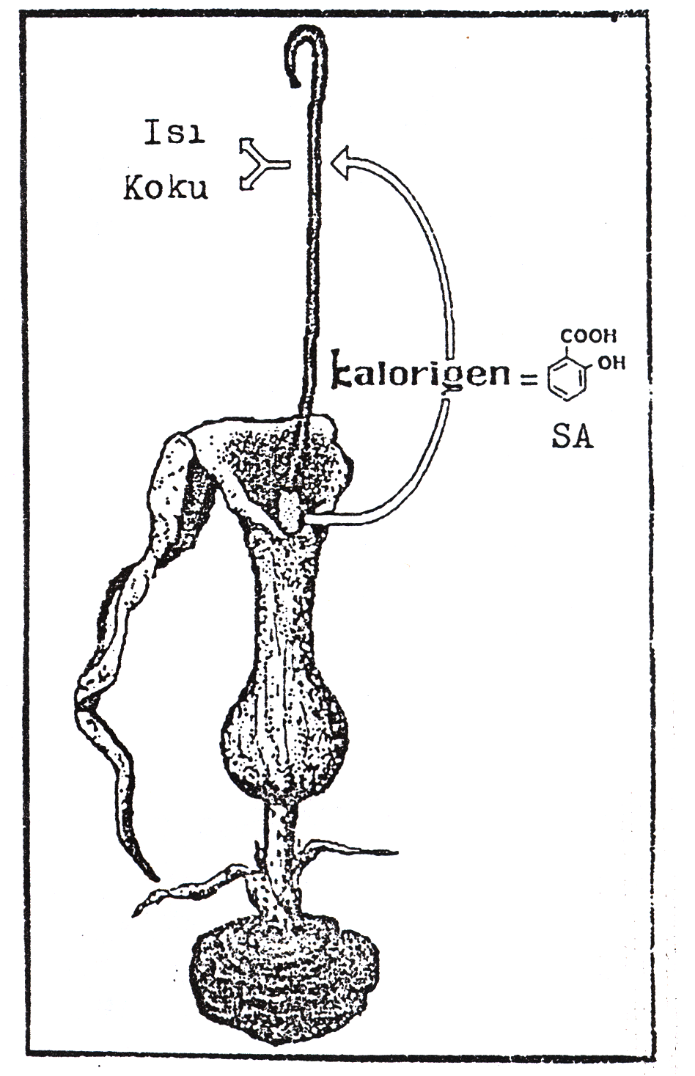 Isı
Koku
kalorigen =
COOH
OH
SA